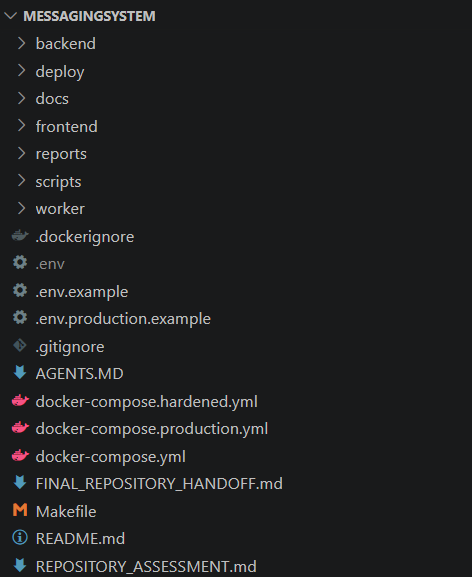 MESSAGINGSYSTEM
backend
deploy
docs
frontend
reports
scripts
worker
.dockerignore
.env
.env.example
.env.production.example
.gitignore
AGENTS.MD
docker-compose.hardened.yml
docker-compose.production.yml
docker-compose.yml
FINAL_REPOSITORY_HANDOFF.md
Makefile
README.md
REPOSITORY_ASSESSMENT.md